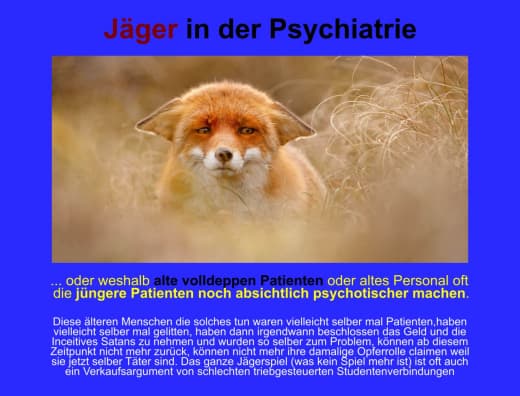 Jäger in der Psychiatrie
... oder weshalb alte volldeppen Patienten oder altes Personal oft
die jüngere Patienten noch absichtlich psychotischer machen.
Diese älteren Menschen die solches tun waren vielleicht selber mal Patienten,haben
vielleicht selber mal gelitten, haben dann irgendwann beschlossen das Geld und die
Inceitives Satans zu nehmen und wurden so selber zum Problem, können ab diesem
Zeitpunkt nicht mehr zurück, können nicht mehr ihre damalige Opferrolle claimen weil
sie jetzt selber Täter sind. Das ganze Jägerspiel (was kein Spiel mehr ist) ist oft auch
ein Verkaufsargument von schlechten triebgesteuerten Studentenverbindungen